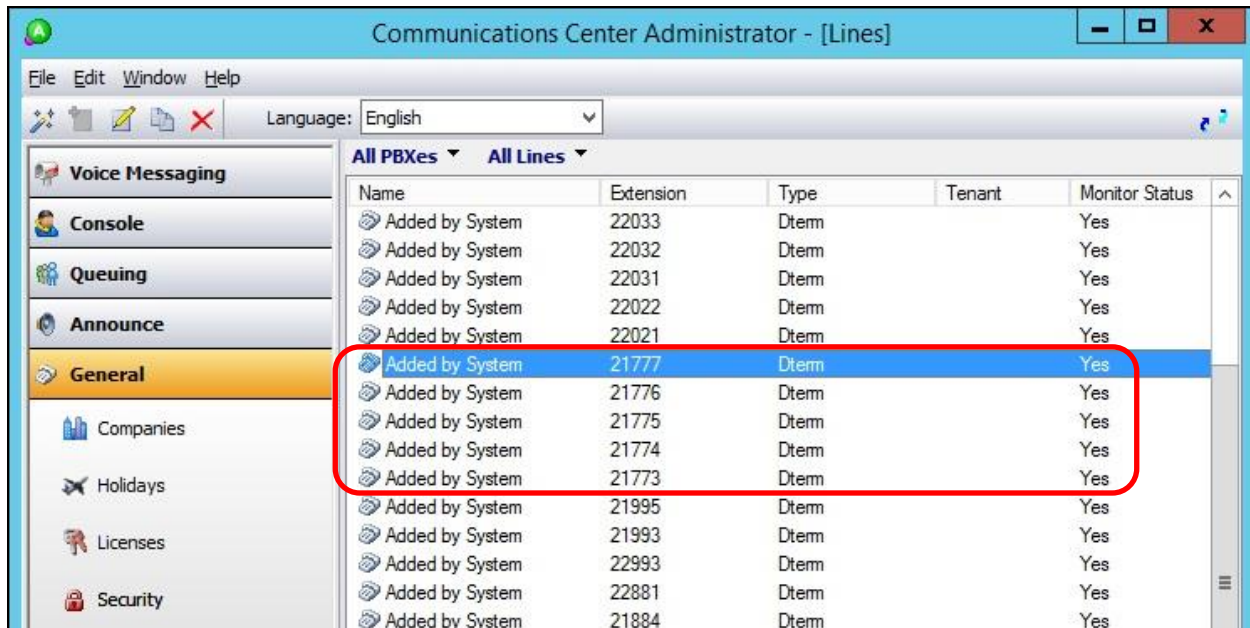 Communications Center Administrator - [Lines]
File Edit Window Help
Language: English
Voice Messaging
Console
Queuing
Announce
General
Companies
Holidays
Licenses
Security
All PBXes All Lines
Name Extension Type Tenant Monitor Status
Added by System 22033 Dterm Yes
Added by System 22032 Dterm Yes
Added by System 22031 Dterm Yes
Added by System 22022 Dterm Yes
Added by System 22021 Dterm Yes
Added by System 21777 Dterm Yes
Added by System 21776 Dterm Yes
Added by System 21775 Dterm Yes
Added by System 21774 Dterm Yes
Added by System 21773 Dterm Yes
Added by System 21995 Dterm Yes
Added by System 21993 Dterm Yes
Added by System 22993 Dterm Yes
Added by System 22881 Dterm Yes
Added by System 21884 Dterm Yes